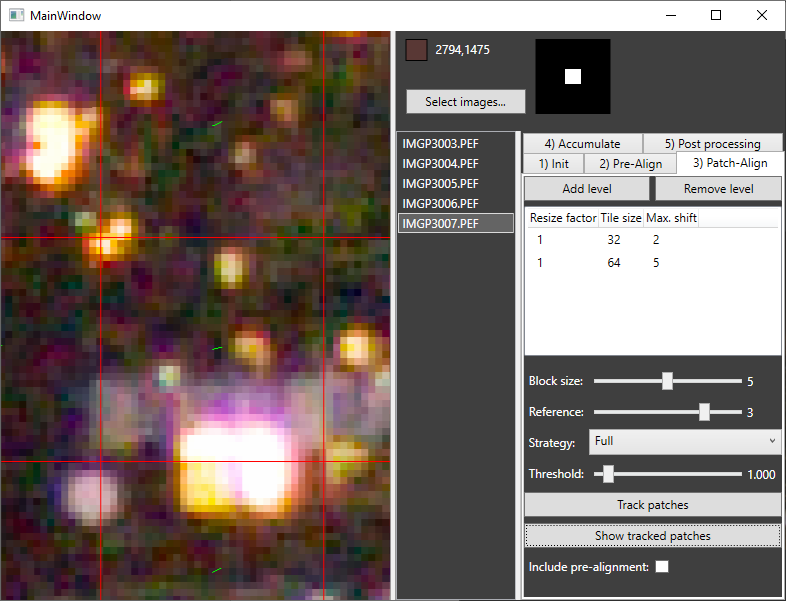 MainWindow
2794,1475
Select images...
IMGP3003.PEF
IMGP3004.PEF
IMGP3005.PEF
IMGP3006.PEF
IMGP3007.PEF
4) Accumulate 5) Post processing
1) Init 2) Pre-Align 3) Patch-Align
Add level Remove level
Resize factor Tile size Max. shift
1 32 2
1 64 5
Block size: 5
Reference: 3
Strategy: Full
Threshold: 1.000
Track patches
Show tracked patches
Include pre-alignment: